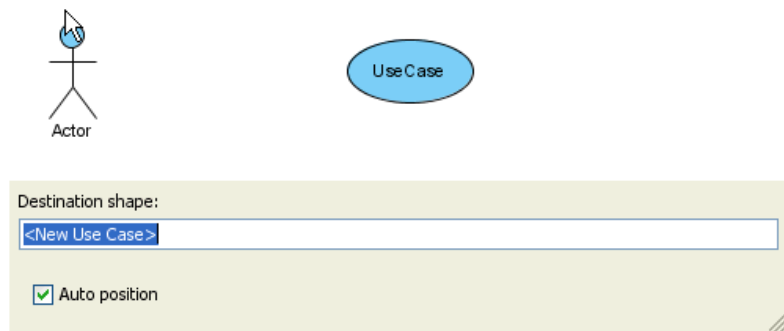 UseCase
Actor
Destination shape:
<New Use Case>
Auto position